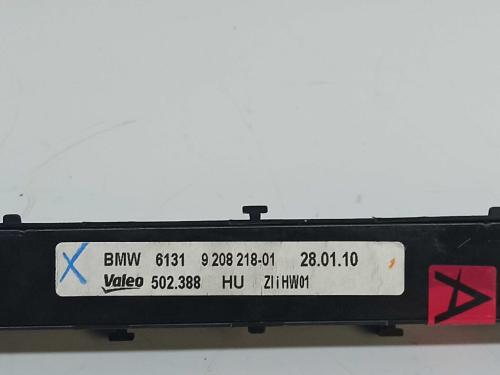 BMW 6131 9 208 218-01 28.01.10
Valeo 502.388 HU ZIiHW01
A